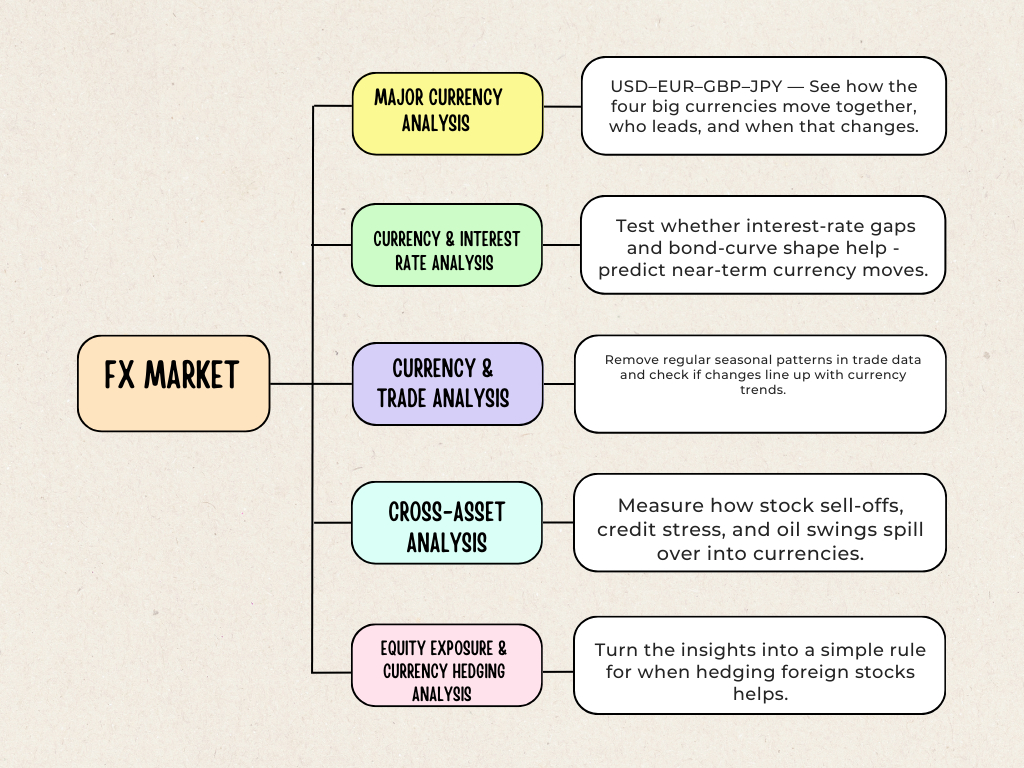 MAJOR CURRENCY
ANALYSIS
USD–EUR–GBP–JPY — See how the
four big currencies move together,
who leads, and when that changes.
CURRENCY & INTEREST
RATE ANALYSIS
Test whether interest-rate gaps
and bond-curve shape help -
predict near-term currency moves.
FX MARKET
CURRENCY &
TRADE ANALYSIS
Remove regular seasonal patterns in trade data
and check if changes line up with currency
trends.
CROSS-ASSET
ANALYSIS
Measure how stock sell-offs,
credit stress, and oil swings spill
over into currencies.
EQUITY EXPOSURE &
CURRENCY HEDGING
ANALYSIS
Turn the insights into a simple rule
for when hedging foreign stocks
helps.